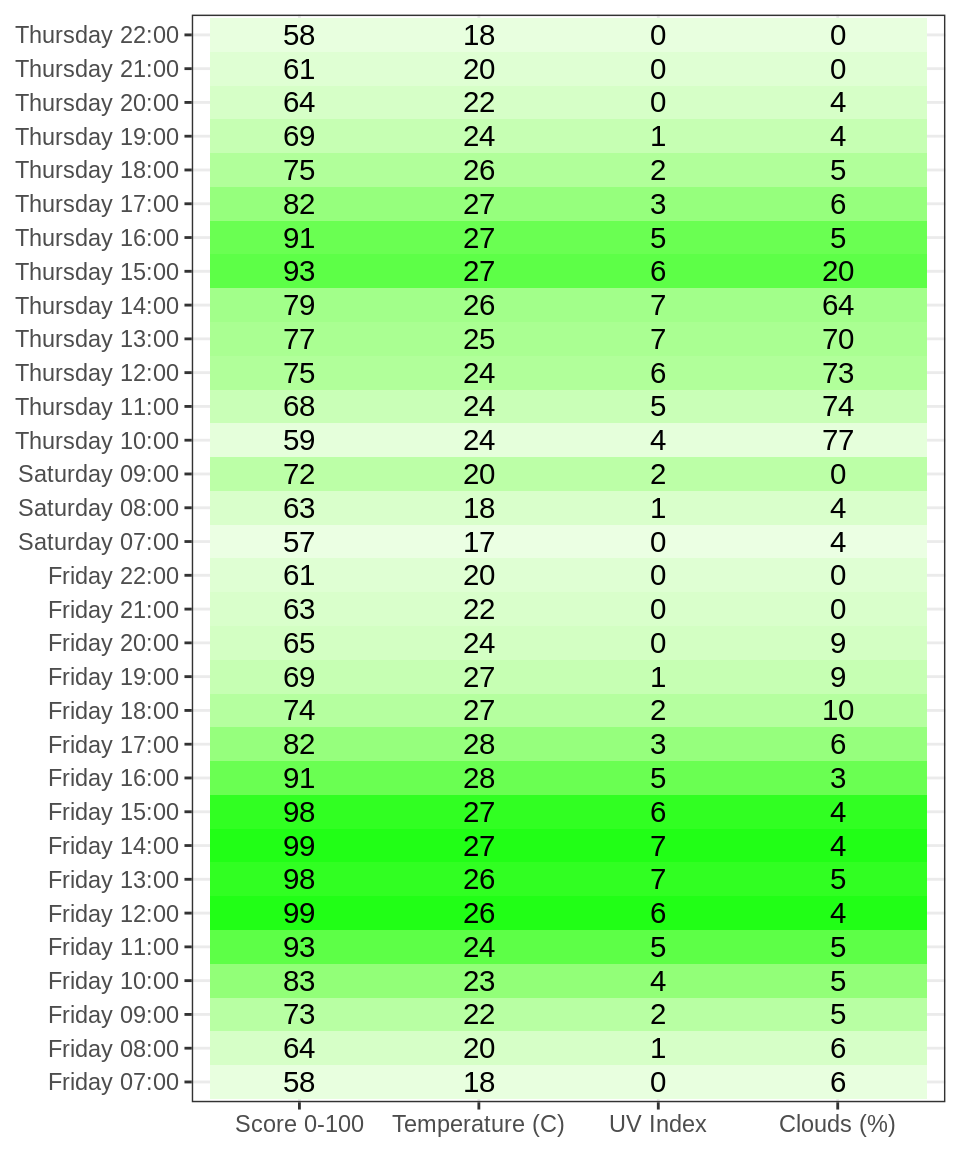 Thursday 22:00 58 18 0 0
Thursday 21:00 61 20 0 0
Thursday 20:00 64 22 0 4
Thursday 19:00 69 24 1 4
Thursday 18:00 75 26 2 5
Thursday 17:00 82 27 3 6
Thursday 16:00 91 27 5 5
Thursday 15:00 93 27 6 20
Thursday 14:00 79 26 7 64
Thursday 13:00 77 25 7 70
Thursday 12:00 75 24 6 73
Thursday 11:00 68 24 5 74
Thursday 10:00 59 24 4 77
Saturday 09:00 72 20 2 0
Saturday 08:00 63 18 1 4
Saturday 07:00 57 17 0 4
Friday 22:00 61 20 0 0
Friday 21:00 63 22 0 0
Friday 20:00 65 24 0 9
Friday 19:00 69 27 1 9
Friday 18:00 74 27 2 10
Friday 17:00 82 28 3 6
Friday 16:00 91 28 5 3
Friday 15:00 98 27 6 4
Friday 14:00 99 27 7 4
Friday 13:00 98 26 7 5
Friday 12:00 99 26 6 4
Friday 11:00 93 24 5 5
Friday 10:00 83 23 4 5
Friday 09:00 73 22 2 5
Friday 08:00 64 20 1 6
Friday 07:00 58 18 0 6
Score 0-100 Temperature (C) UV Index Clouds (%)